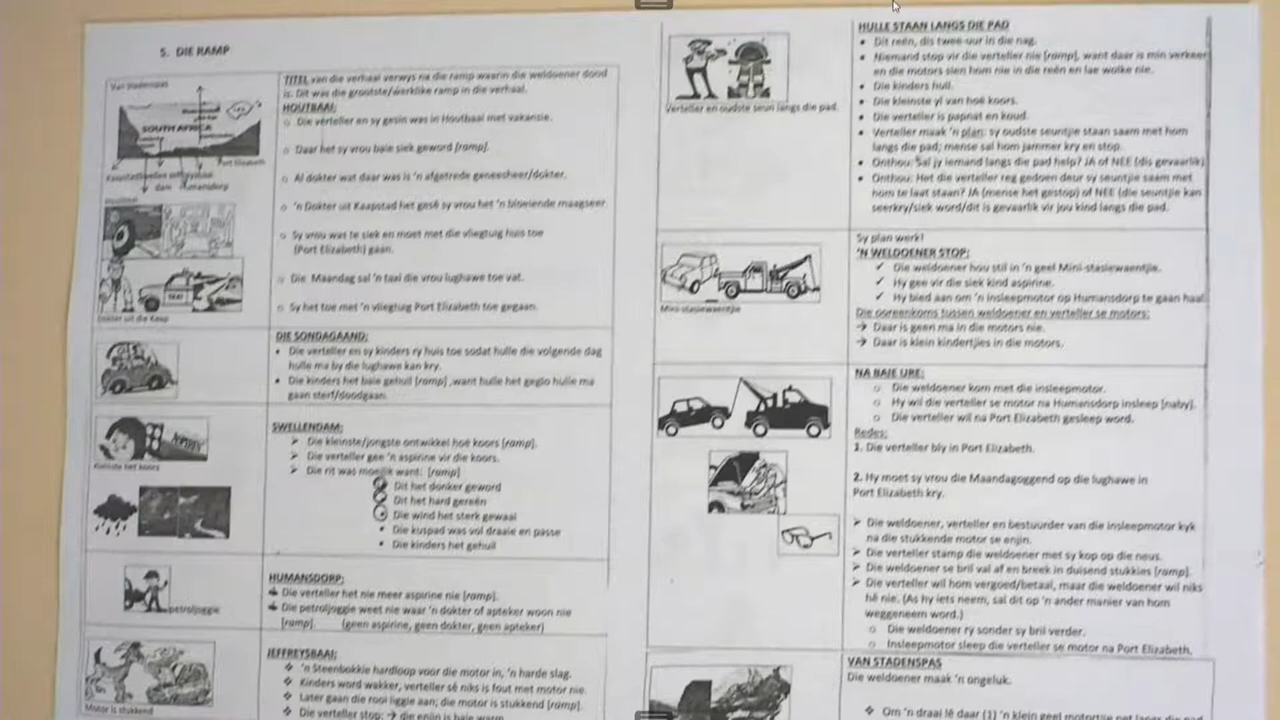 5. DIE RAMP
Van Stadenspas
SOUTH AFRICA
Port Elizabeth
Humansdorp
TAXI
Dokter uit die Kaap
TITEL van die verhaal verwys na die ramp waarin die weldoener dood
is. Dit was die grootste/werklike ramp in die verhaal.
HOUTBAAI:
Die verteller en sy gesin was in Houtbaai met vakansie.
Daar het sy vrou baie siek geword [ramp].
Al dokter wat daar was is 'n afgetrede geneesheer/dokter.
'n Dokter uit Kaapstad het gesê sy vrou het 'n bloeiende maagseer.
Sy vrou was te siek en moet met die vliegtuig huis toe
(Port Elizabeth) gaan.
Die Maandag sal 'n taxi die vrou lughawe toe vat.
Sy het toe met 'n vliegtuig Port Elizabeth toe gegaan.
DIE SONDAGAAND:
• Die verteller en sy kinders ry huis toe sodat hulle die volgende dag
hulle ma by die lughawe kan kry.
• Die kinders het baie gehuil [ramp] ,want hulle het geglo hulle ma
gaan sterf/doodgaan.
Kleinste het koors
SWELLENDAM:
➢ Die kleinste/jongste ontwikkel hoë koors [ramp].
➢ Die verteller gee 'n aspirine vir die koors.
➢ Die rit was moeilik want: [ramp]
Dit het donker geword
Dit het hard gereën
Die wind het sterk gewaai
• Die kuspad was vol draaie en passe
• Die kinders het gehuil
petroljoggie
HUMANSDORP:
Die verteller het nie meer aspirine nie [ramp].
Die petroljoggie weet nie waar 'n dokter of apteker woon nie
[ramp]. (geen aspirine, geen dokter, geen apteker)
Motor is stukkend
JEFFREYSBAAI:
❖ 'n Steenbokkie hardloop voor die motor in, 'n harde slag.
❖ Kinders word wakker, verteller sê niks is fout met motor nie.
❖ Later gaan die rooi liggie aan; die motor is stukkend [ramp].
❖ Die verteller stop: → die enjin is baie warm
Verteller en oudste seun langs die pad.
HULLE STAAN LANGS DIE PAD
• Dit reën, dis twee-uur in die nag.
• Niemand stop vir die verteller nie [ramp], want daar is min verkeer
en die motors sien hom nie in die reën en lae wolke nie.
• Die kinders huil.
• Die kleinste yl van hoë koors.
• Die verteller is papnat en koud.
• Verteller maak 'n plan: sy oudste seuntjie staan saam met hom
langs die pad; mense sal hom jammer kry en stop.
• Onthou: Sal jy iemand langs die pad help? JA of NEE (dis gevaarlik)
• Onthou: Het die verteller reg gedoen deur sy seuntjie saam met
hom te laat staan? JA (mense het gestop) of NEE (die seuntjie kan
seerkry/siek word/dit is gevaarlik vir jou kind langs die pad.
Mini-stasiewaentjie
Sy plan werk!
'N WELDOENER STOP:
✓ Die weldoener hou stil in 'n geel Mini-stasiewaentjie.
✓ Hy gee vir die siek kind aspirine.
✓ Hy bied aan om 'n insleepmotor op Humansdorp te gaan haal.
Die ooreenkoms tussen weldoener en verteller se motors:
→ Daar is geen ma in die motors nie.
→ Daar is klein kindertjies in die motors.
NA BAIE URE:
o Die weldoener kom met die insleepmotor.
o Hy wil die verteller se motor na Humansdorp insleep [naby].
o Die verteller wil na Port Elizabeth gesleep word.
Redes:
1. Die verteller bly in Port Elizabeth.
2. Hy moet sy vrou die Maandagoggend op die lughawe in
Port Elizabeth kry.
➢ Die weldoener, verteller en bestuurder van die insleepmotor kyk
na die stukkende motor se enjin.
➢ Die verteller stamp die weldoener met sy kop op die neus.
➢ Die weldoener se bril val af en breek in duisend stukkies [ramp].
➢ Die verteller wil hom vergoed/betaal, maar die weldoener wil niks
hê nie. (As hy iets neem, sal dit op 'n ander manier van hom
weggeneem word.)
o Die weldoener ry sonder sy bril verder.
o Insleepmotor sleep die verteller se motor na Port Elizabeth.
VAN STADENSPAS
Die weldoener maak 'n ongeluk.
❖ Om 'n draai lê daar (1) 'n klein geel motortjie